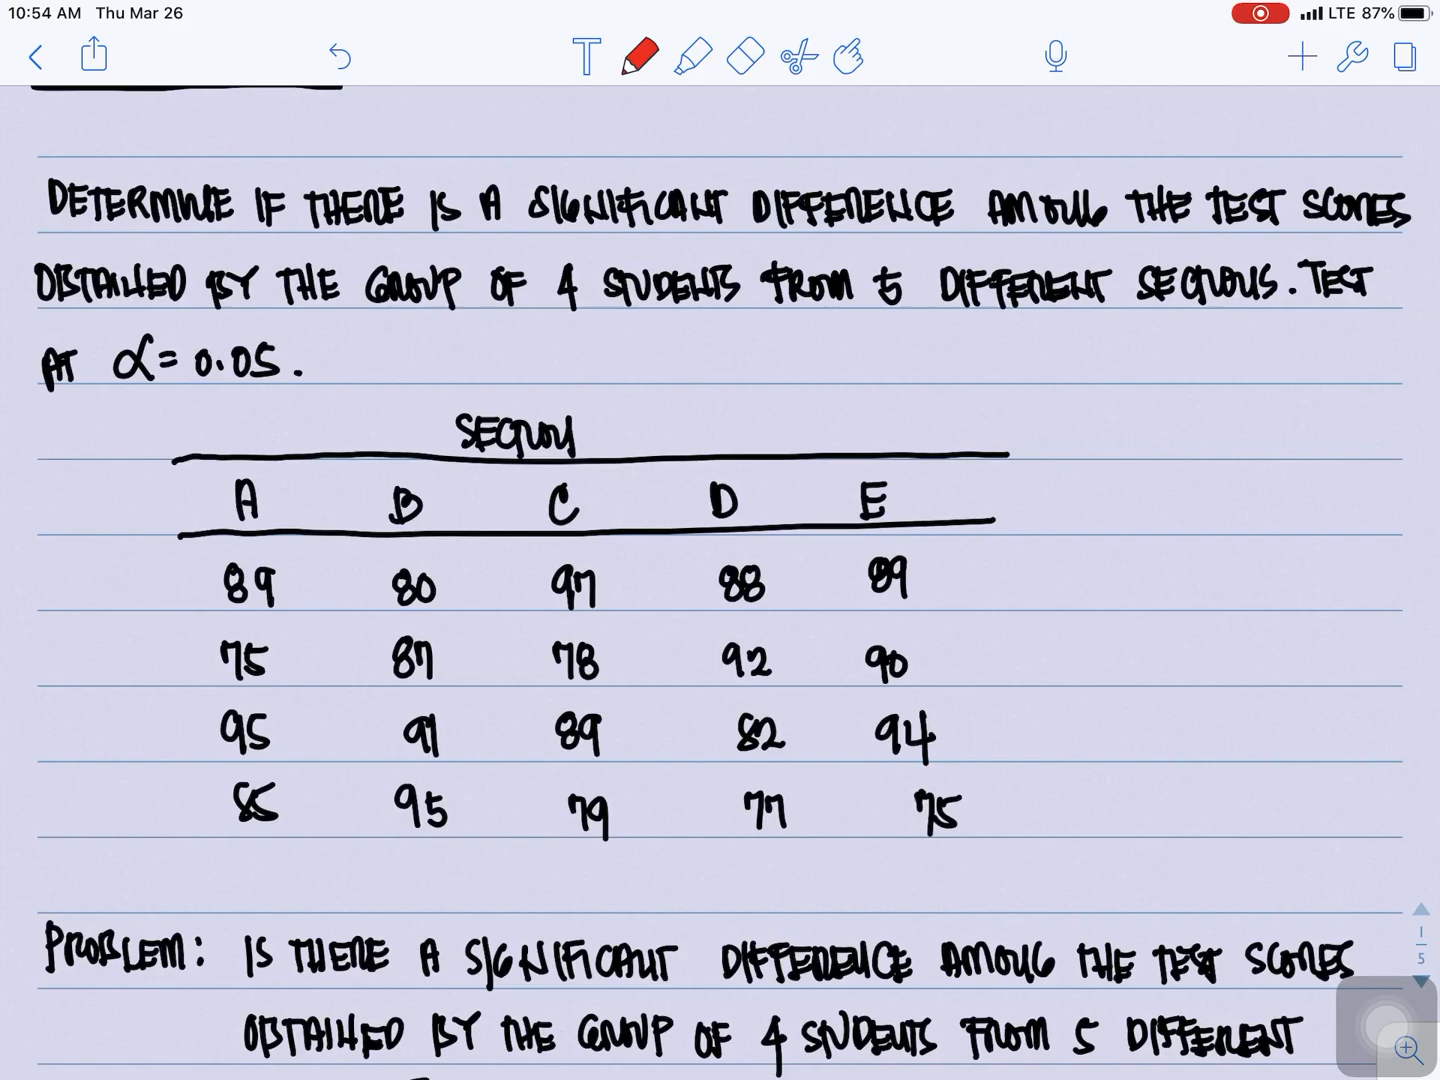 10:54 AM Thu Mar 26
LTE 87%
DETERMINE IF THERE IS A SIGNIFICANT DIFFERENCE AMONG THE TEST SCORES
OBTAINED BY THE GROUP OF 4 STUDENTS FROM 5 DIFFERENT SECTIONS. TEST
AT α = 0.05.
SECTION
A B C D E
89 80 97 88 89
75 87 78 92 90
95 91 89 82 94
85 95 79 77 75
PROBLEM: IS THERE A SIGNIFICANT DIFFERENCE AMONG THE TEST SCORES
OBTAINED BY THE GROUP OF 4 STUDENTS FROM 5 DIFFERENT
1
5